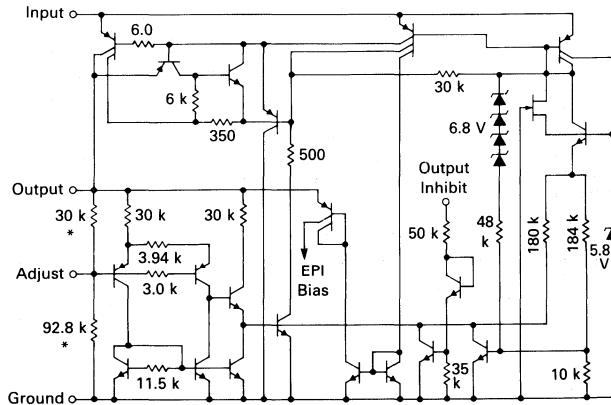 Input
6.0
6 k
350
30 k
6.8 V
500
Output
Output
Inhibit
30 k
*
30 k
30 k
50 k
48
k
180 k
184 k
5.8
V
3.94 k
EPI
Bias
Adjust
3.0 k
92.8 k
*
11.5 k
35
k
10 k
Ground